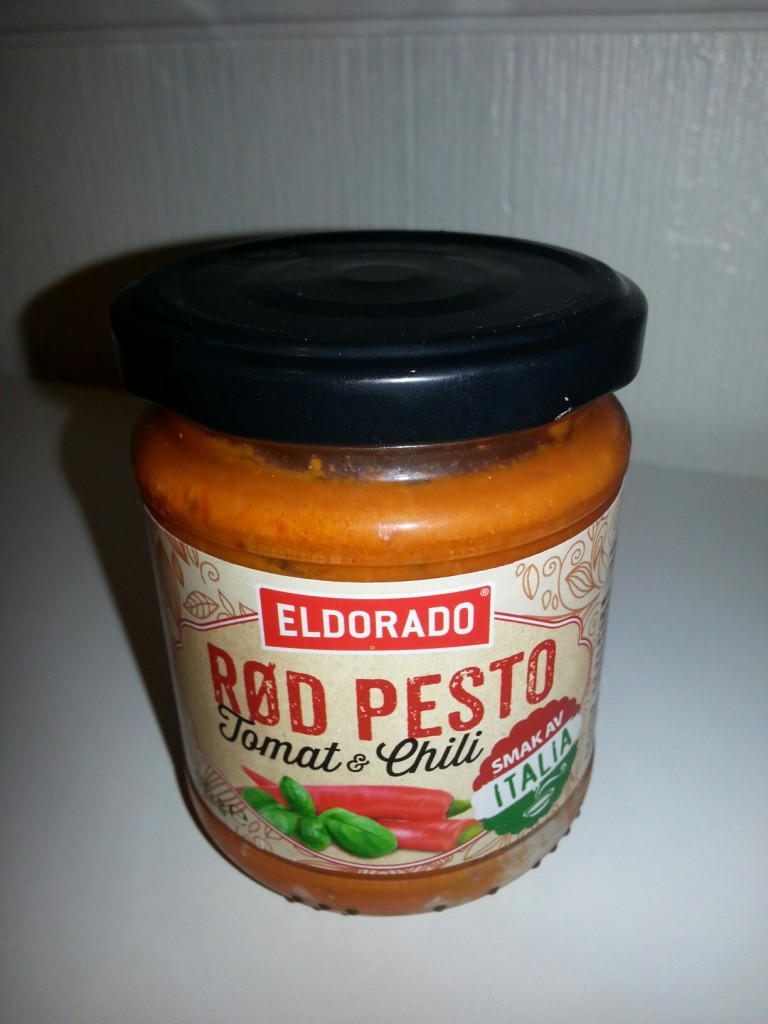 ELDORADO®
RØD PESTO
Tomat & Chili
SMAK AV
ITALIA